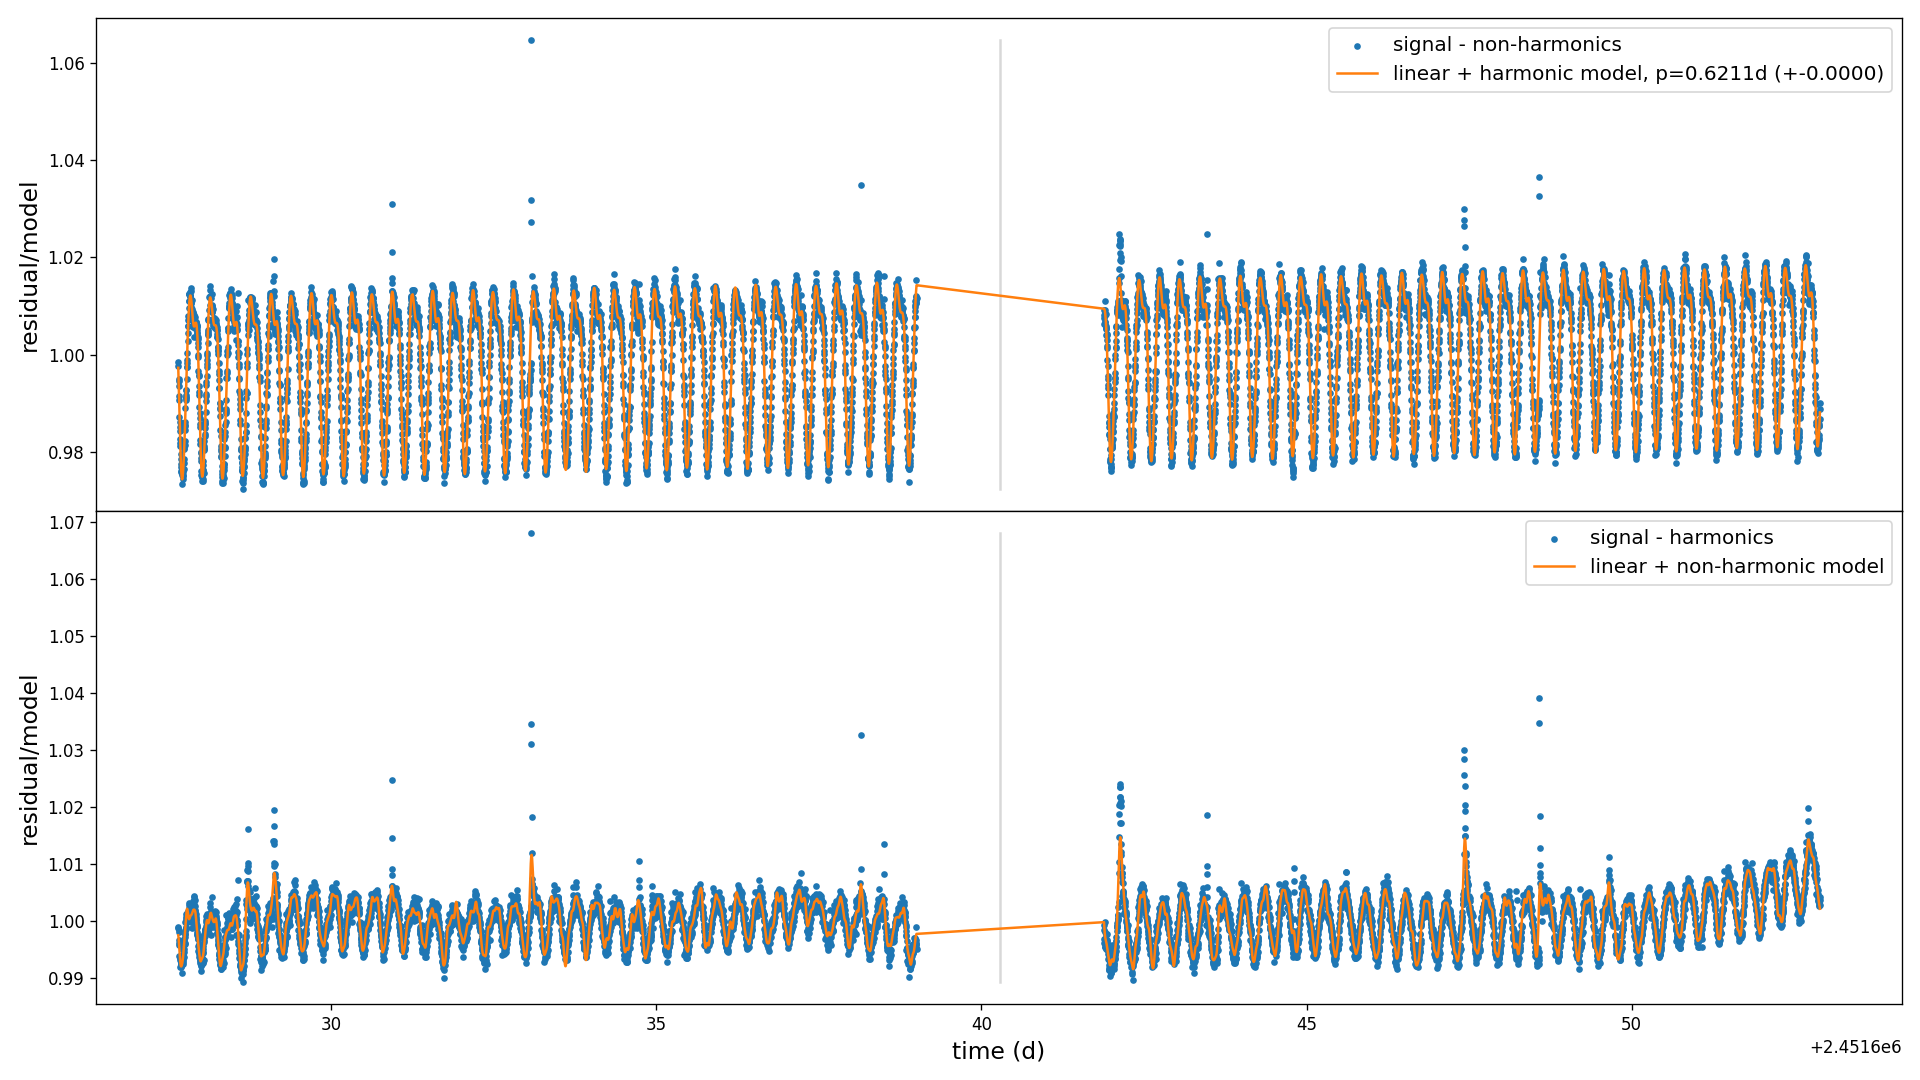 signal - non-harmonics
linear + harmonic model, p=0.6211d (+-0.0000)
residual/model
1.06
1.04
1.02
1.00
0.98
signal - harmonics
linear + non-harmonic model
residual/model
1.07
1.06
1.05
1.04
1.03
1.02
1.01
1.00
0.99
30 35 40 45 50
time (d)
+2.4516e6